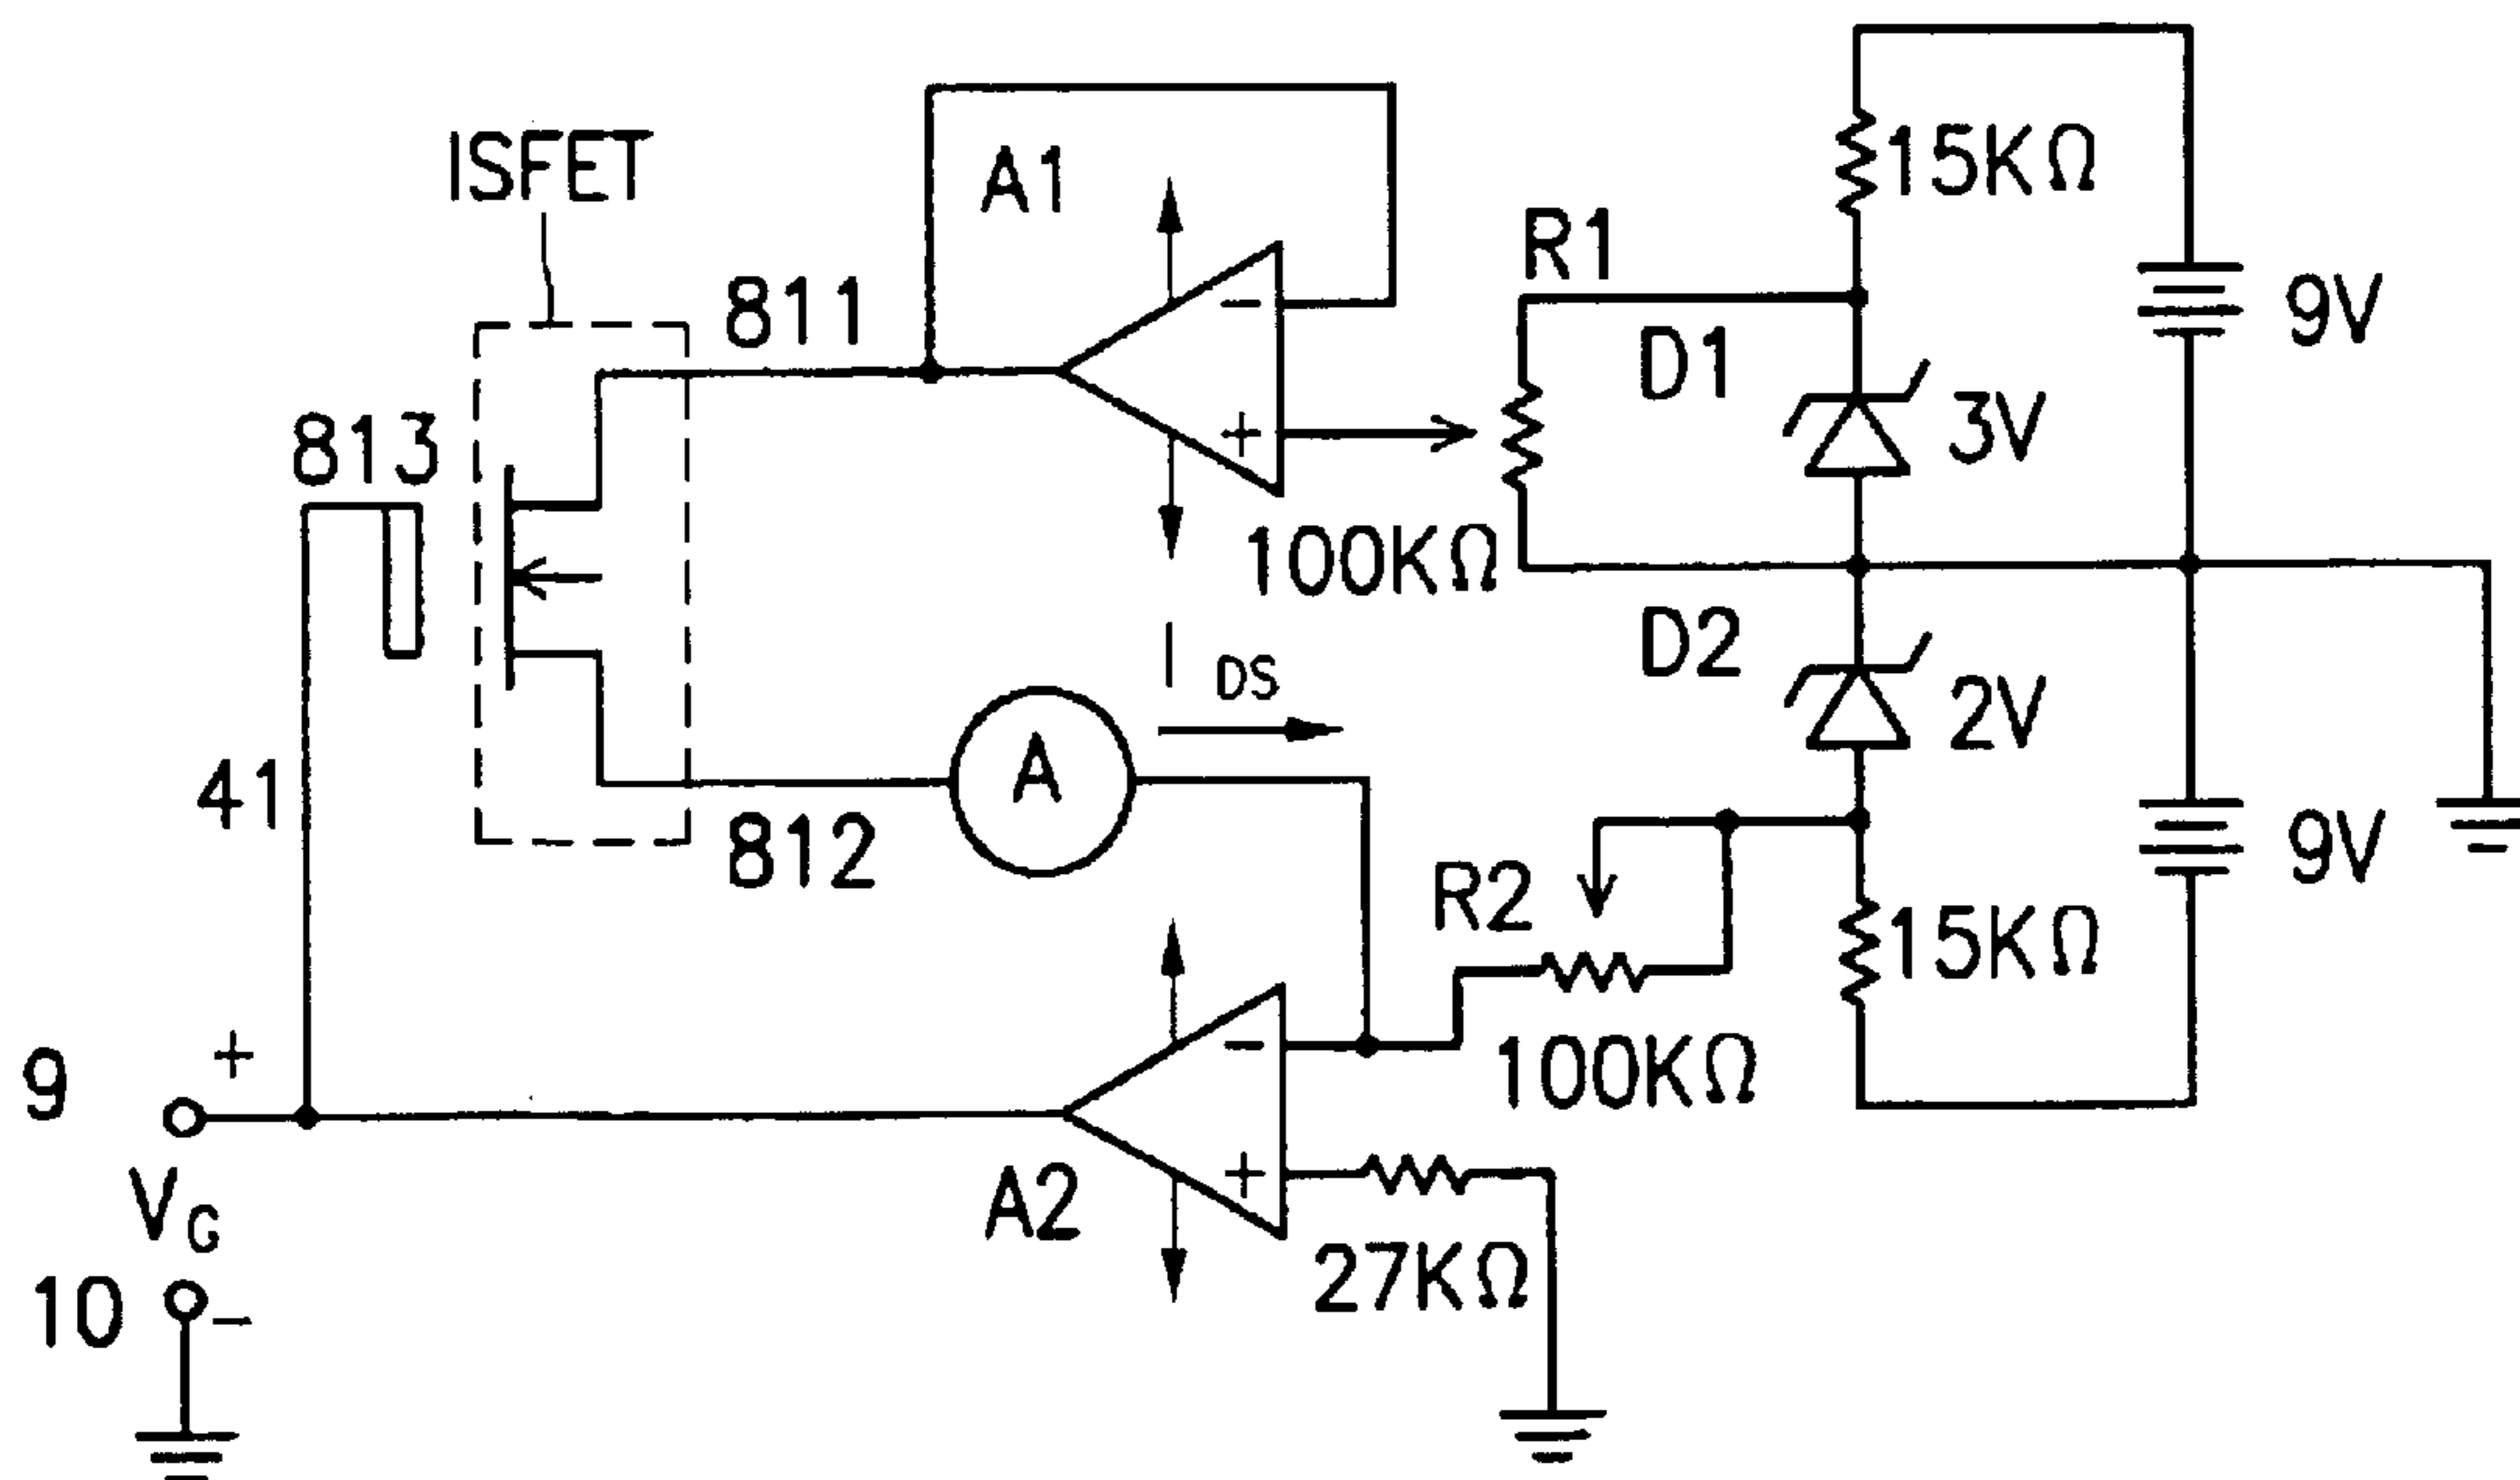 ISFET
A1
15KΩ
R1
811
9V
D1
3V
813
100KΩ
I DS
D2
2V
41
A
812
R2
9V
15KΩ
9
+
100KΩ
A2
VG
27KΩ
10
−